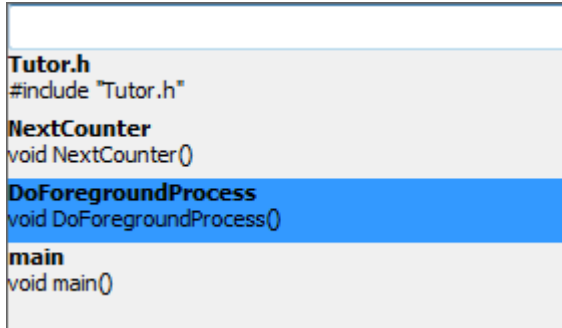 Tutor.h
#include "Tutor.h"
NextCounter
void NextCounter()
DoForegroundProcess
void DoForegroundProcess()
main
void main()